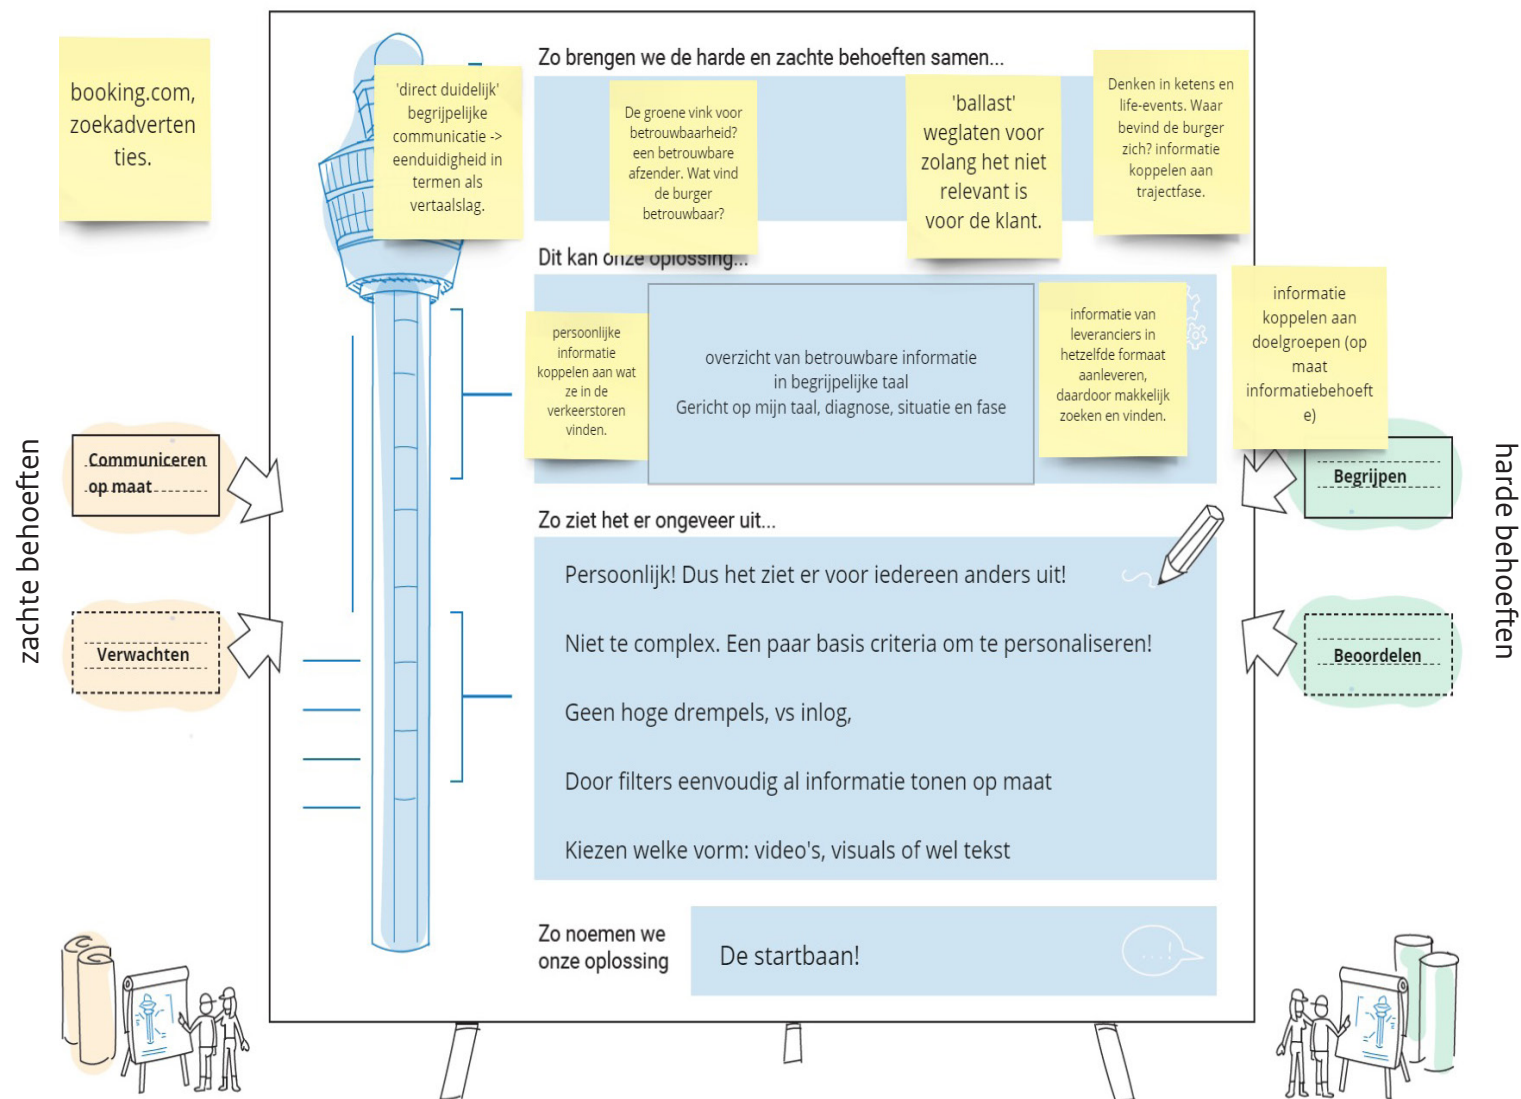 booking.com,
zoekadverten
ties.
Zo brengen we de harde en zachte behoeften samen...
'direct duidelijk'
begrijpelijke
communicatie ->
eenduidigheid in
termen als
vertaalslag.
De groene vink voor
betrouwbaarheid?
een betrouwbare
afzender. Wat vind
de burger
betrouwbaar?
'ballast'
weglaten voor
zolang het niet
relevant is
voor de klant.
Denken in ketens en
life-events. Waar
bevind de burger
zich? informatie
koppelen aan
trajectfase.
Dit kan onze oplossing...
persoonlijke
informatie
koppelen aan wat
ze in de
verkeerstoren
vinden.
overzicht van betrouwbare informatie
in begrijpelijke taal
Gericht op mijn taal, diagnose, situatie en fase
informatie van
leveranciers in
hetzelfde formaat
aanleveren,
daardoor makkelijk
zoeken en vinden.
informatie
koppelen aan
doelgroepen (op
maat
informatiebehoeft
e)
zachte behoeften
Communiceren
op maat
Verwachten
harde behoeften
Begrijpen
Beoordelen
Zo ziet het er ongeveer uit...
Persoonlijk! Dus het ziet er voor iedereen anders uit!
Niet te complex. Een paar basis criteria om te personaliseren!
Geen hoge drempels, vs inlog,
Door filters eenvoudig al informatie tonen op maat
Kiezen welke vorm: video's, visuals of wel tekst
Zo noemen we
onze oplossing
De startbaan!
...!